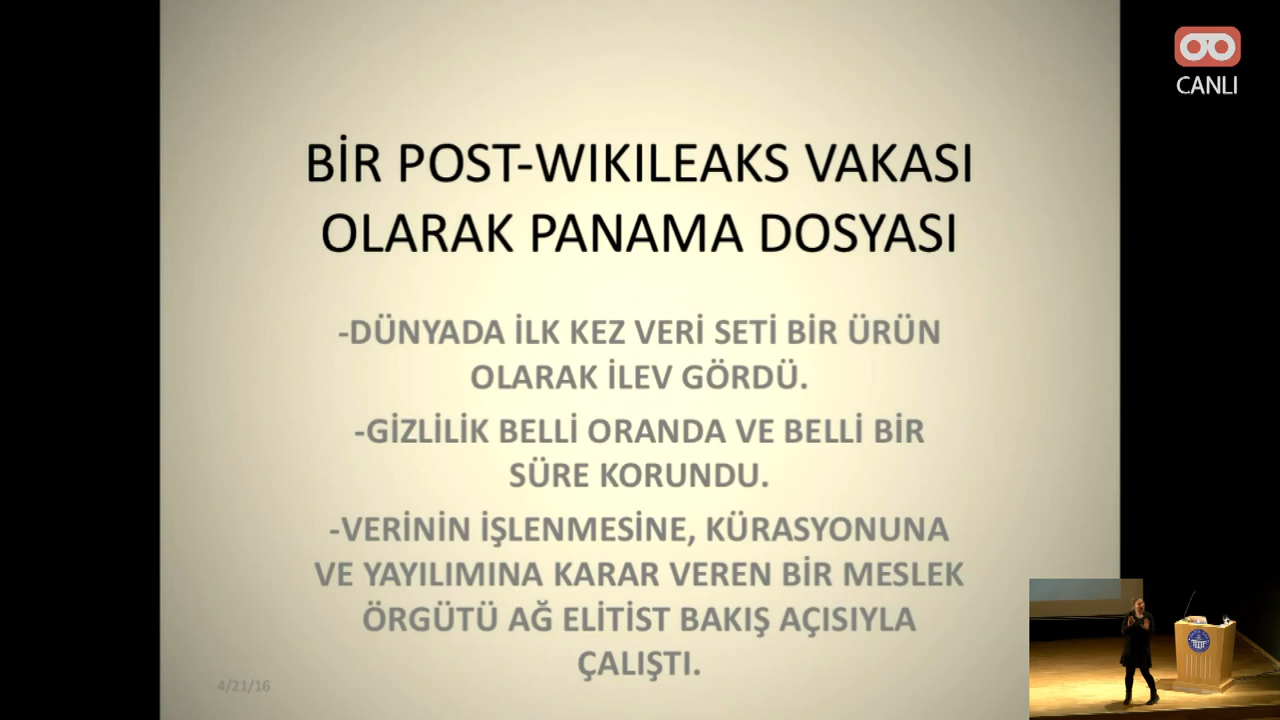 CANLI
BİR POST-WIKILEAKS VAKASI
OLARAK PANAMA DOSYASI
-DÜNYADA İLK KEZ VERİ SETİ BİR ÜRÜN
OLARAK İLEV GÖRDÜ.
-GİZLİLİK BELLİ ORANDA VE BELLİ BİR
SÜRE KORUNDU.
-VERİNİN İŞLENMESİNE, KÜRASYONUNA
VE YAYILIMINA KARAR VEREN BİR MESLEK
ÖRGÜTÜ AĞ ELİTİST BAKIŞ AÇISIYLA
ÇALIŞTI.
4/21/16